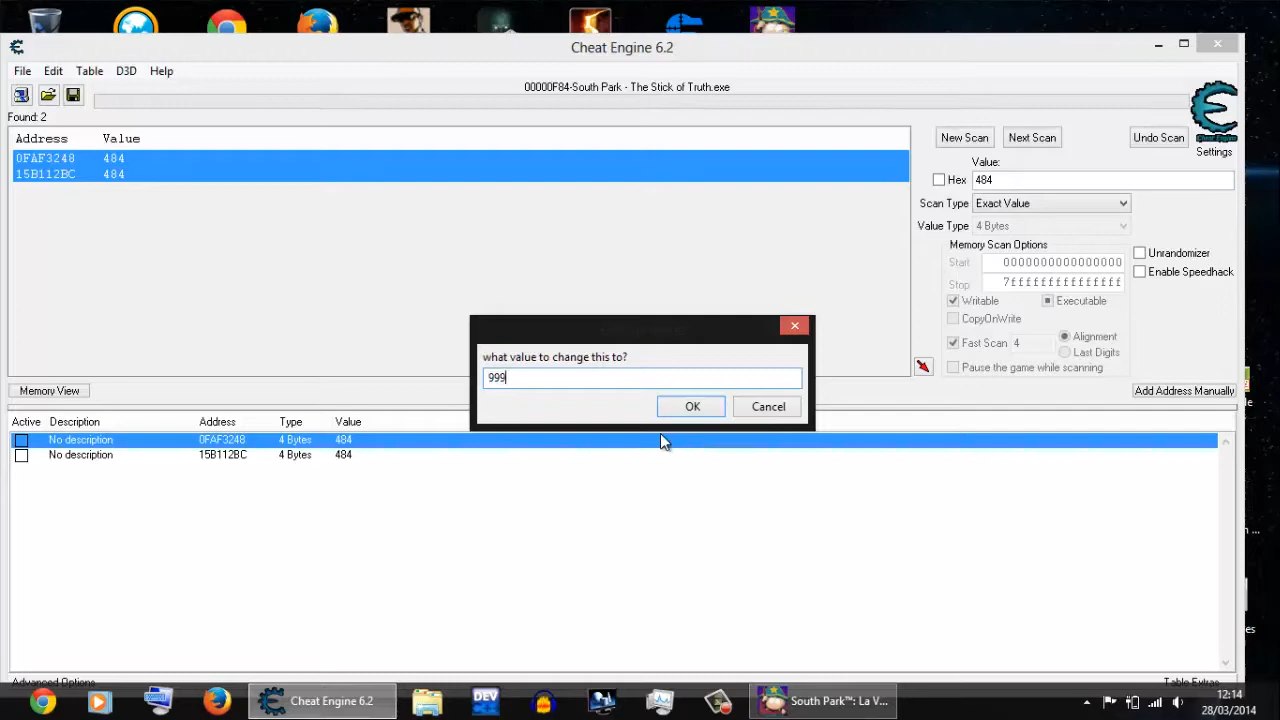 Cheat Engine 6.2
File Edit Table D3D Help
00000F84-South Park - The Stick of Truth.exe
Found: 2
Address Value
0FAF3248 484
15B112BC 484
New Scan Next Scan Undo Scan
Cheat Engine
Settings
Value:
Hex 484
Scan Type Exact Value
Value Type 4 Bytes
Memory Scan Options
Start 0000000000000000
Stop 7fffffffffffffff
Unrandomizer
Enable Speedhack
Writable Executable
CopyOnWrite
Fast Scan 4 Alignment
Last Digits
Pause the game while scanning
Memory View Add Address Manually
what value to change this to?
999
OK Cancel
Active Description Address Type Value
No description 0FAF3248 4 Bytes 484
No description 15B112BC 4 Bytes 484
Advanced Options Table Extras
DEV
Cheat Engine 6.2
South Park™: La V...
12:14
28/03/2014